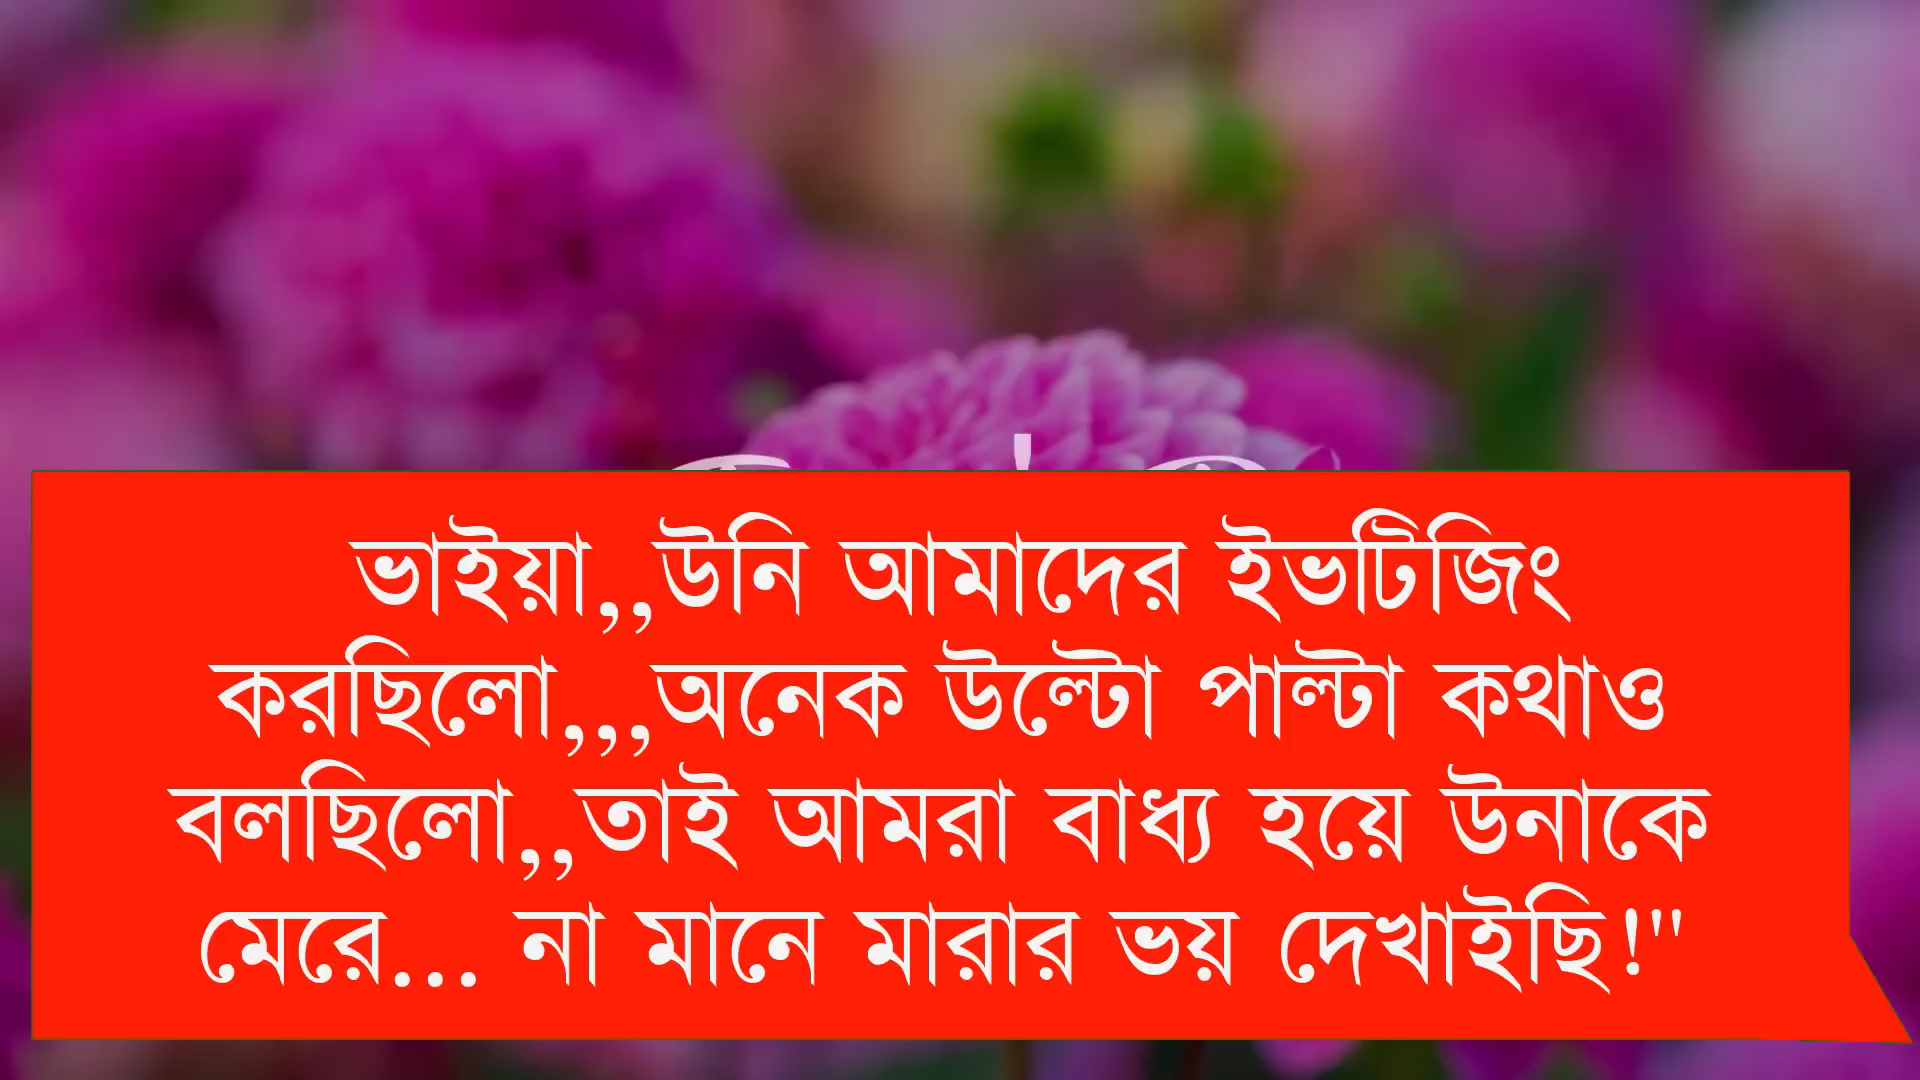 ভাইয়া,,উনি আমাদের ইভটিজিং
করছিলো,,,অনেক উল্টো পাল্টা কথাও
বলছিলো,,তাই আমরা বাধ্য হয়ে উনাকে
মেরে... না মানে মারার ভয় দেখাইছি!"